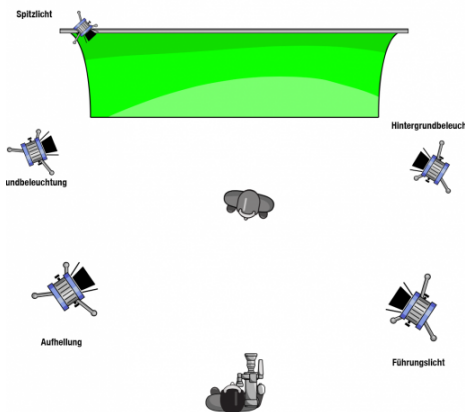 Spitzlicht
Hintergrundbeleuch
undbeleuchtung
Aufhellung
Führungslicht